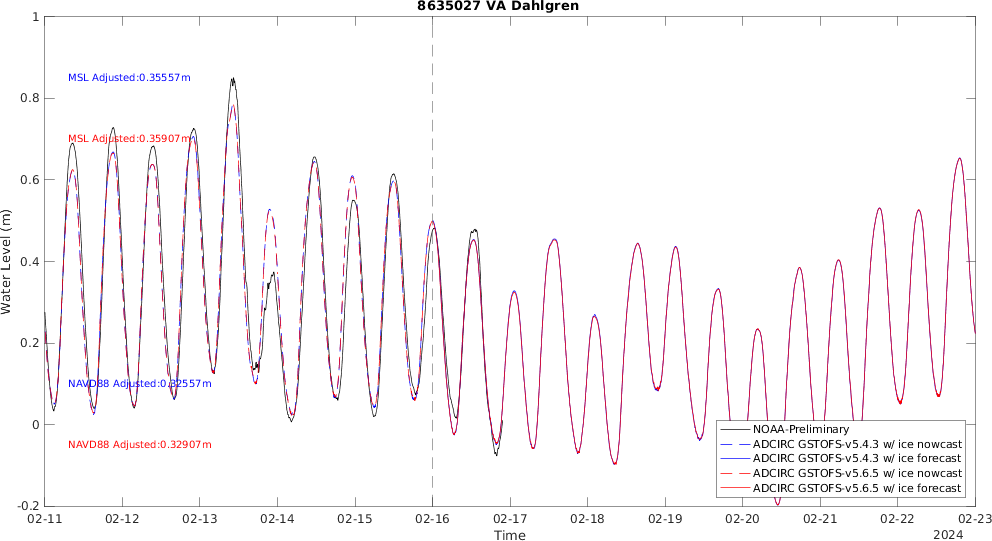 8635027 VA Dahlgren
1
0.8
0.6
0.4
0.2
0
-0.2
Water Level (m)
MSL Adjusted:0.35557m
MSL Adjusted:0.35907m
NAVD88 Adjusted:0.32557m
NAVD88 Adjusted:0.32907m
NOAA-Preliminary
ADCIRC GSTOFS-v5.4.3 w/ ice nowcast
ADCIRC GSTOFS-v5.4.3 w/ ice forecast
ADCIRC GSTOFS-v5.6.5 w/ ice nowcast
ADCIRC GSTOFS-v5.6.5 w/ ice forecast
02-11 02-12 02-13 02-14 02-15 02-16 02-17 02-18 02-19 02-20 02-21 02-22 02-23
Time
2024